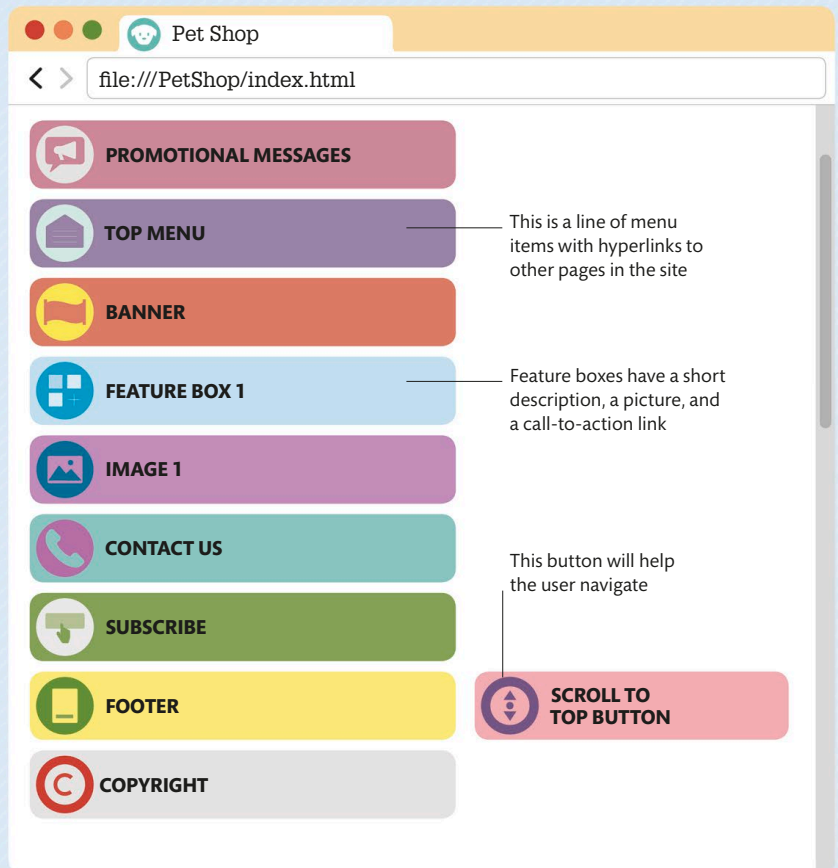 Pet Shop
file:///PetShop/index.html
PROMOTIONAL MESSAGES
TOP MENU
This is a line of menu
items with hyperlinks to
other pages in the site
BANNER
FEATURE BOX 1
Feature boxes have a short
description, a picture, and
a call-to-action link
IMAGE 1
CONTACT US
This button will help
the user navigate
SUBSCRIBE
FOOTER
SCROLL TO
TOP BUTTON
C
COPYRIGHT